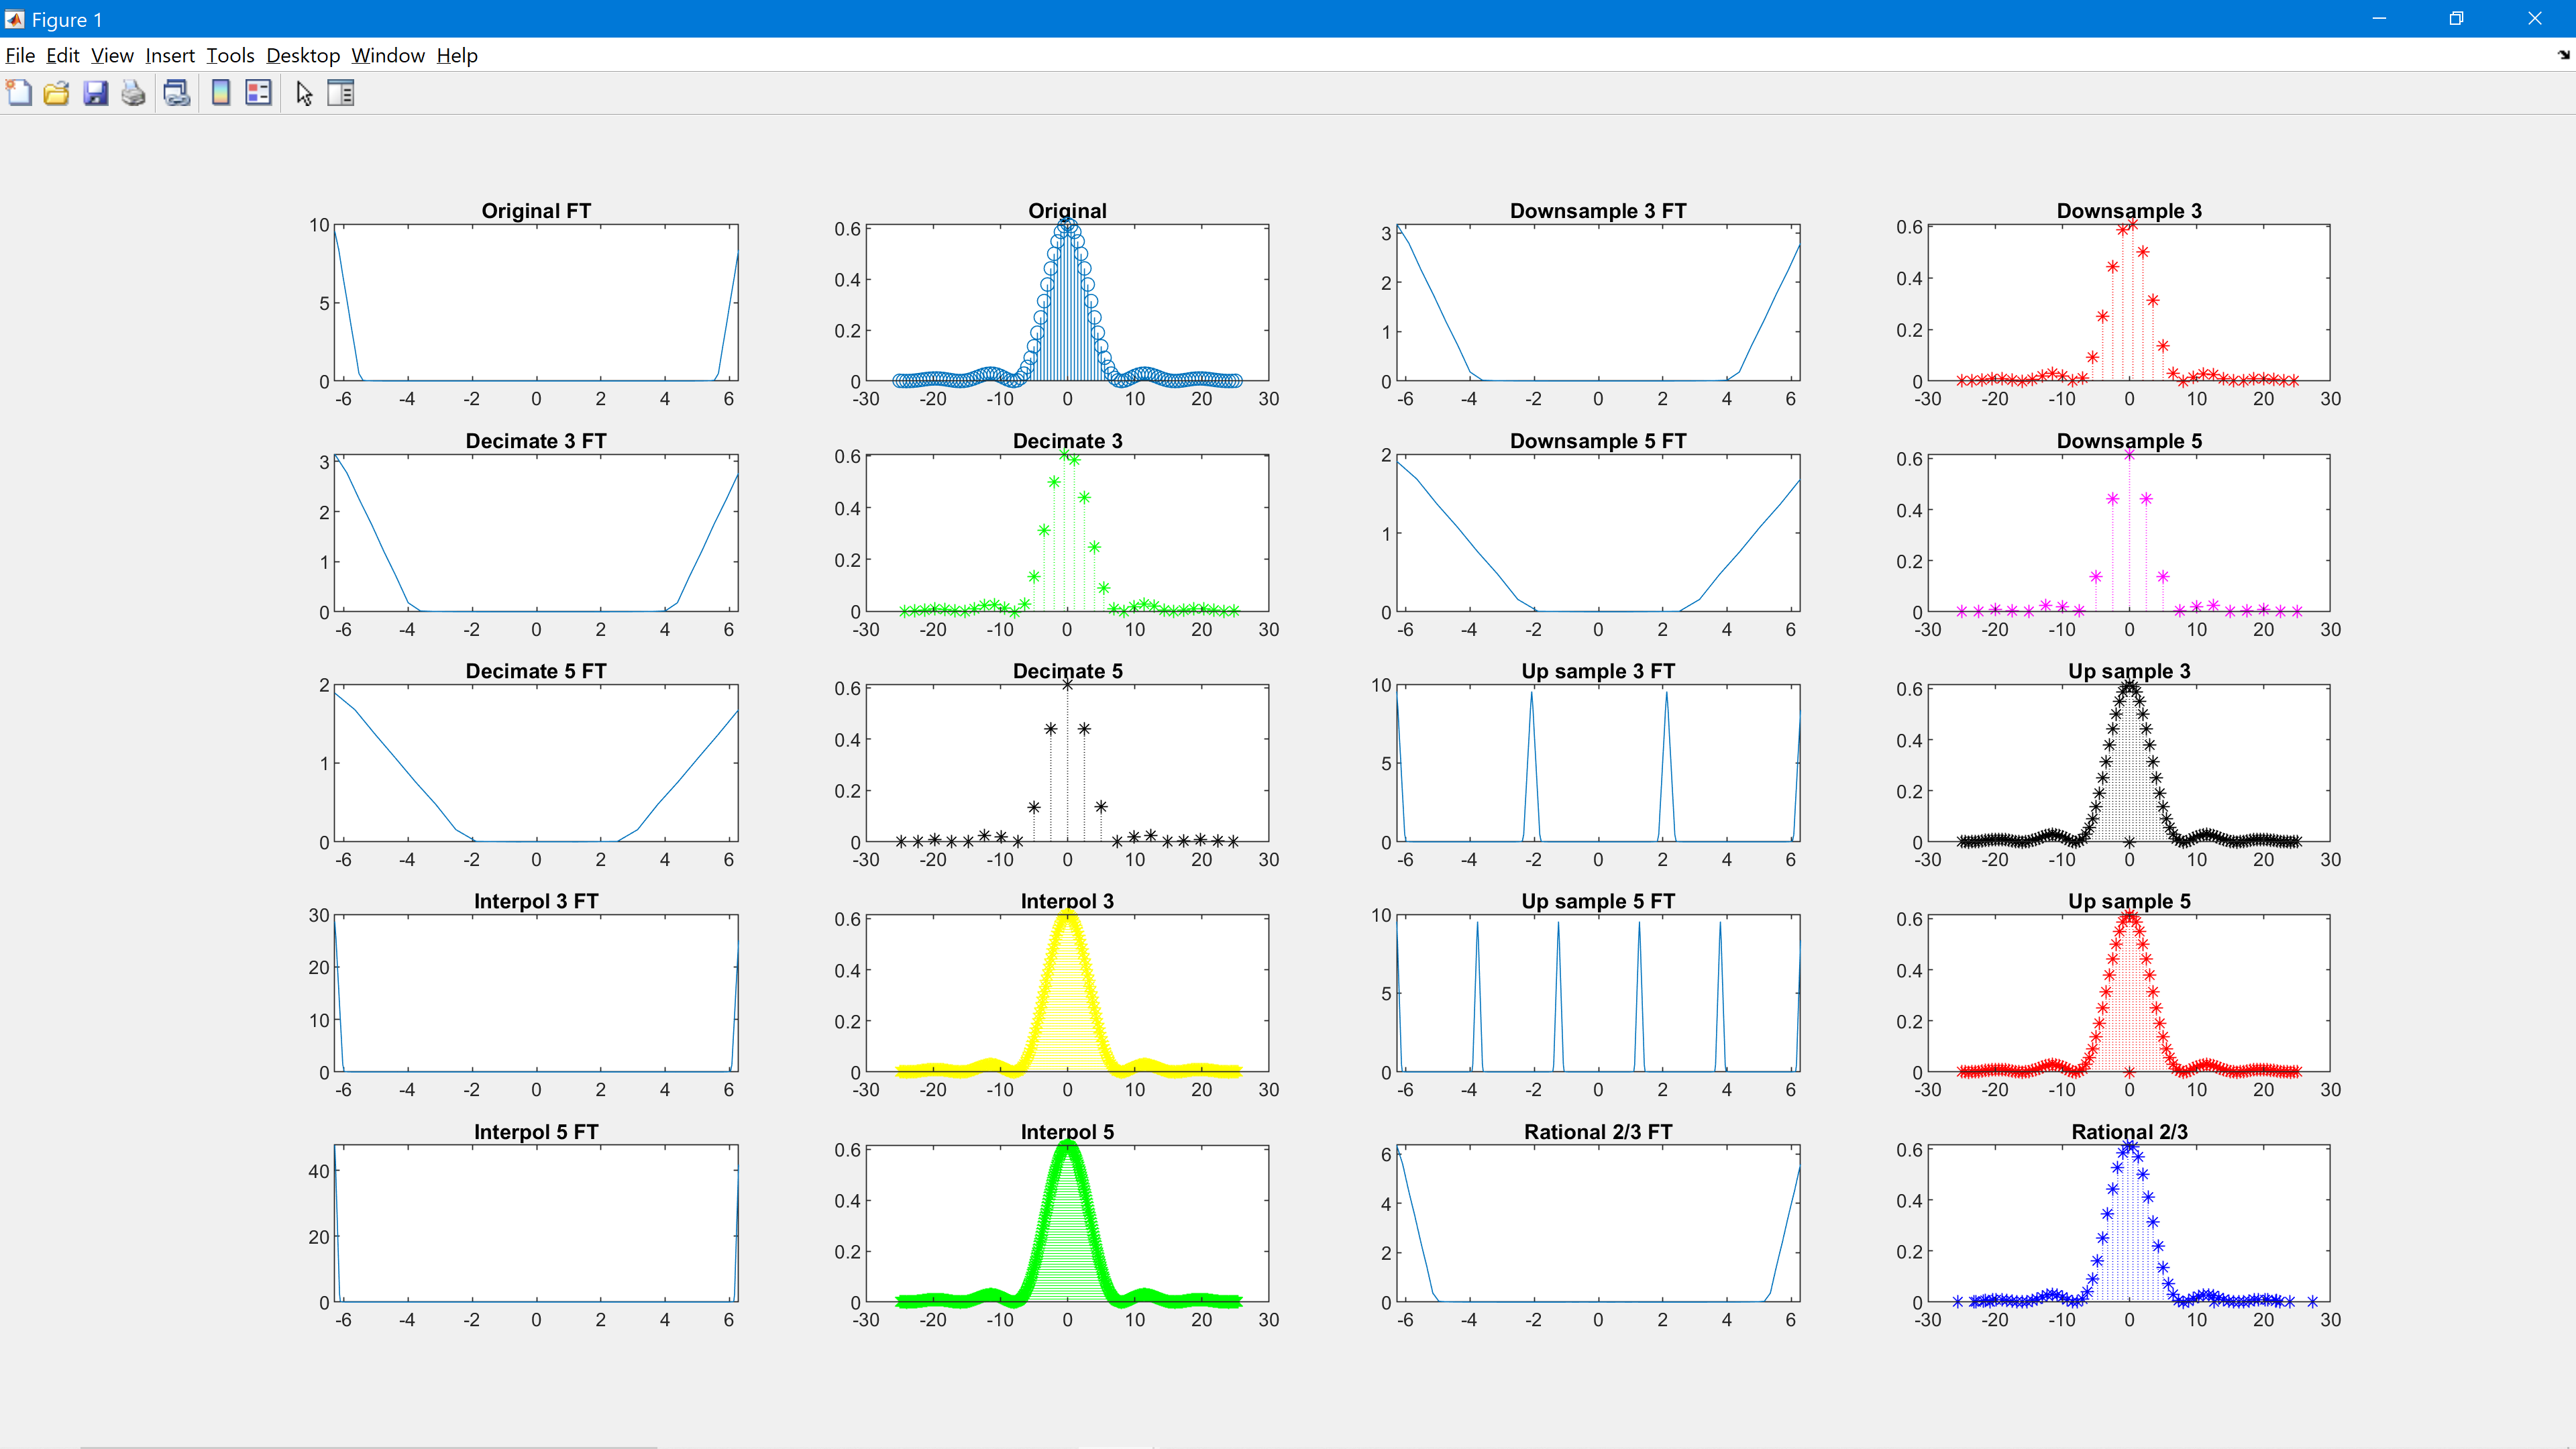 Figure 1
File Edit View Insert Tools Desktop Window Help
Original FT
10
5
0
-6 -4 -2 0 2 4 6
Original
0.6
0.4
0.2
0
-30 -20 -10 0 10 20 30
Downsample 3 FT
3
2
1
0
-6 -4 -2 0 2 4 6
Downsample 3
0.6
0.4
0.2
0
-30 -20 -10 0 10 20 30
Decimate 3 FT
3
2
1
0
-6 -4 -2 0 2 4 6
Decimate 3
0.6
0.4
0.2
0
-30 -20 -10 0 10 20 30
Downsample 5 FT
2
1
0
-6 -4 -2 0 2 4 6
Downsample 5
0.6
0.4
0.2
0
-30 -20 -10 0 10 20 30
Decimate 5 FT
2
1
0
-6 -4 -2 0 2 4 6
Decimate 5
0.6
0.4
0.2
0
-30 -20 -10 0 10 20 30
Up sample 3 FT
10
5
0
-6 -4 -2 0 2 4 6
Up sample 3
0.6
0.4
0.2
0
-30 -20 -10 0 10 20 30
Interpol 3 FT
30
20
10
0
-6 -4 -2 0 2 4 6
Interpol 3
0.6
0.4
0.2
0
-30 -20 -10 0 10 20 30
Up sample 5 FT
10
5
0
-6 -4 -2 0 2 4 6
Up sample 5
0.6
0.4
0.2
0
-30 -20 -10 0 10 20 30
Interpol 5 FT
40
20
0
-6 -4 -2 0 2 4 6
Interpol 5
0.6
0.4
0.2
0
-30 -20 -10 0 10 20 30
Rational 2/3 FT
6
4
2
0
-6 -4 -2 0 2 4 6
Rational 2/3
0.6
0.4
0.2
0
-30 -20 -10 0 10 20 30